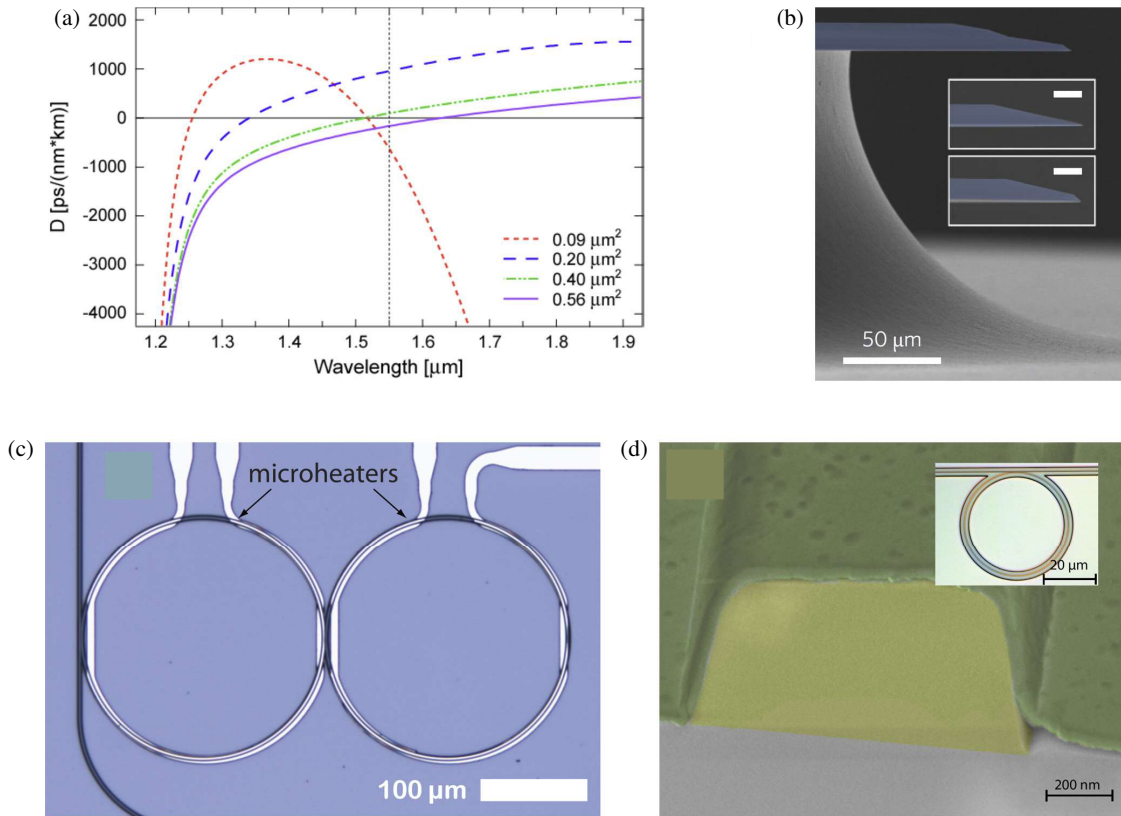 (a)
2000
1000
0
-1000
-2000
-3000
-4000
D [ps/(nm*km)]
0.09 μm²
0.20 μm²
0.40 μm²
0.56 μm²
1.2 1.3 1.4 1.5 1.6 1.7 1.8 1.9
Wavelength [μm]
(b)
50 μm
(c)
microheaters
100 μm
(d)
20 μm
200 nm